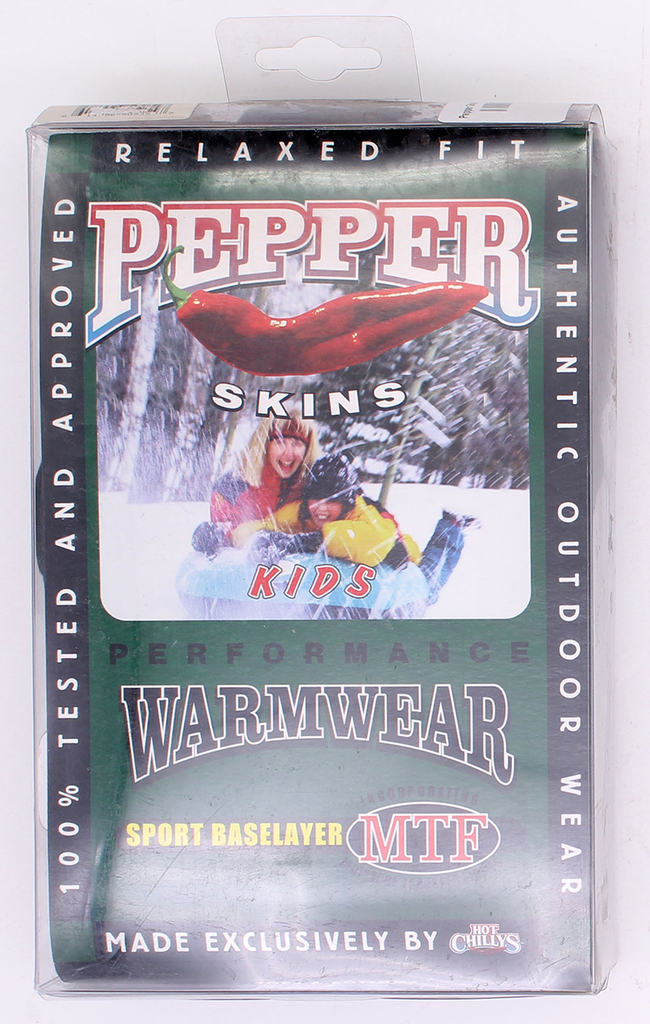 RELAXED FIT
100% TESTED AND APPROVED
AUTHENTIC OUTDOOR WEAR
PEPPER
SKINS
KIDS
PERFORMANCE
WARMWEAR
INCORPORATING
SPORT BASELAYER MTF
MADE EXCLUSIVELY BY HOT
CHILLYS